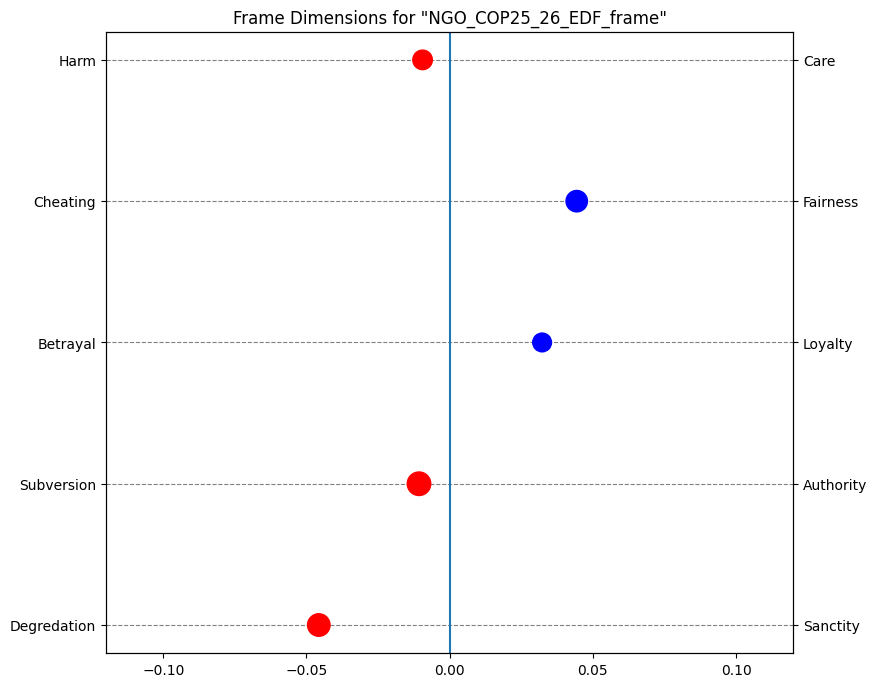 Frame Dimensions for "NGO_COP25_26_EDF_frame"
Harm
Care
Cheating
Fairness
Betrayal
Loyalty
Subversion
Authority
Degredation
Sanctity
−0.10
−0.05
0.00
0.05
0.10